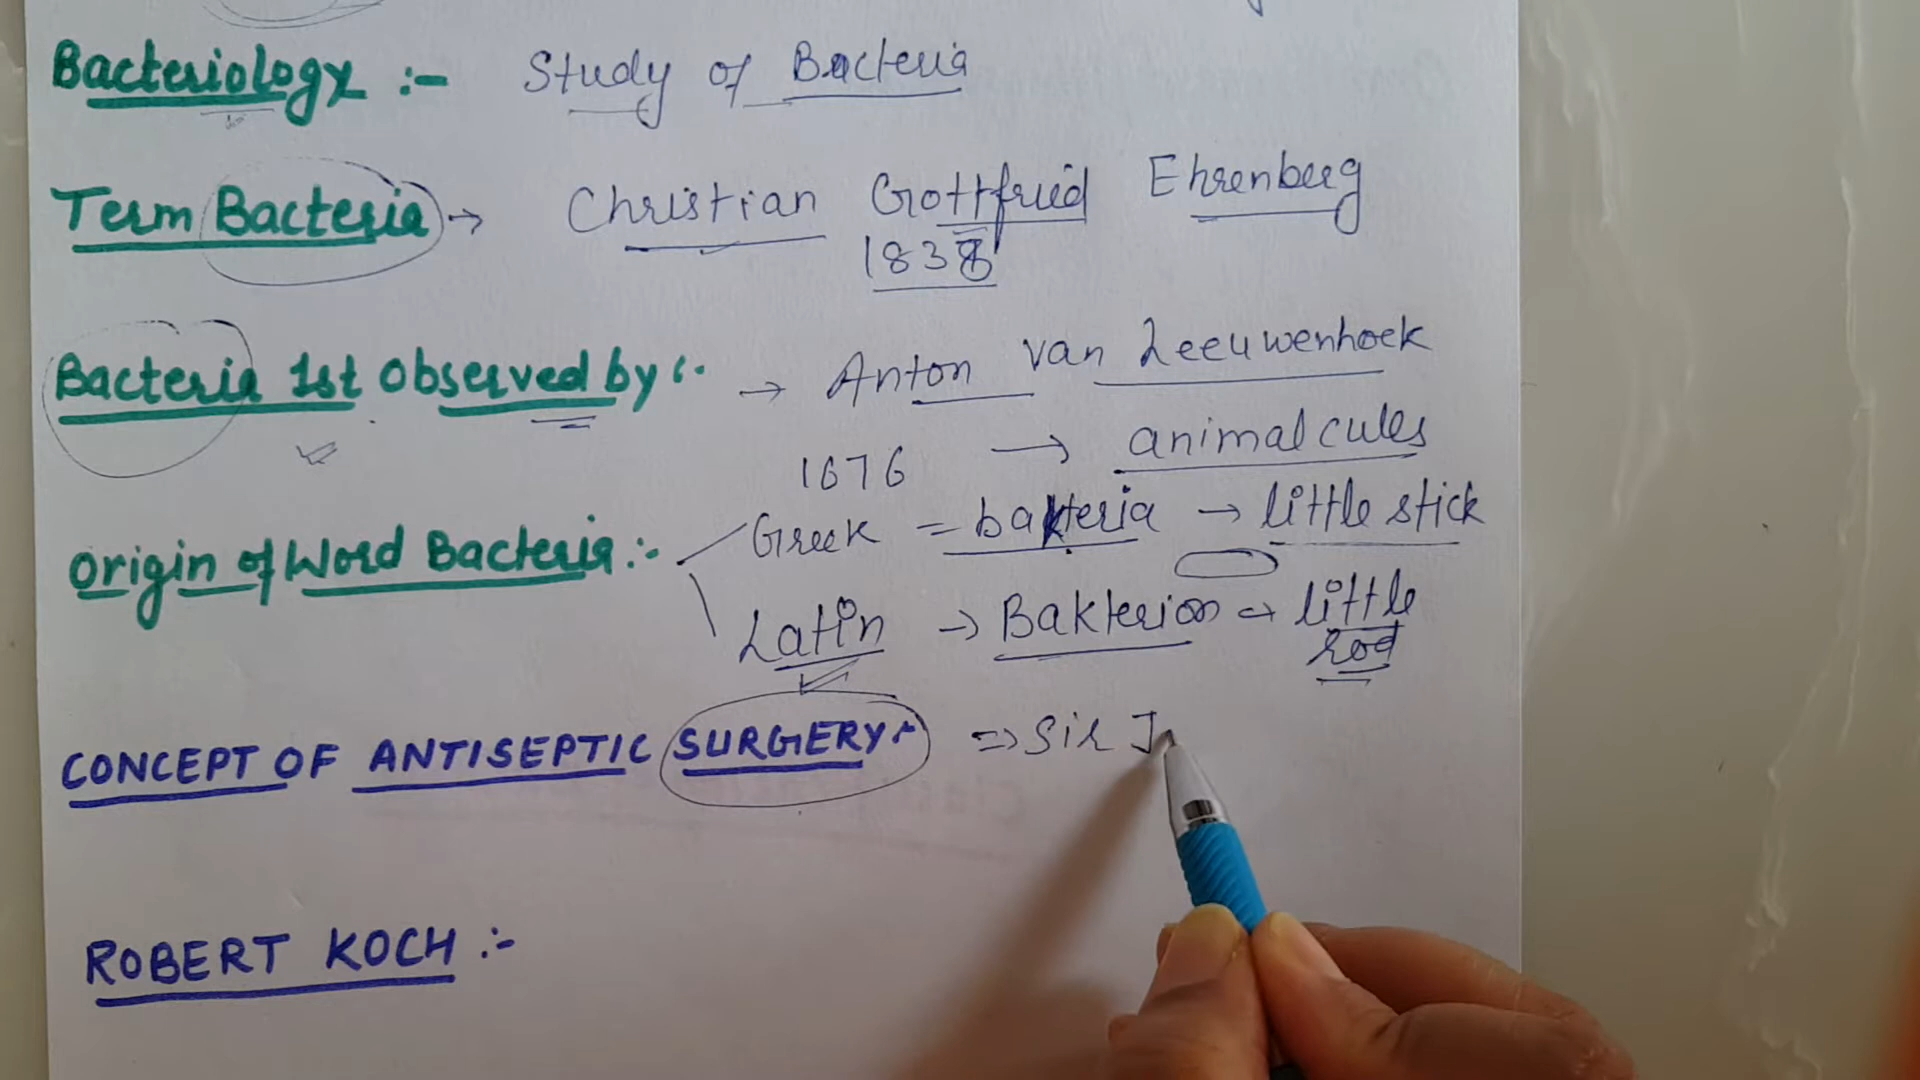 Bacteriology :- Study of Bacteria
Term Bacteria → Christian Gottfried Ehrenberg
1838
Bacteria 1st Observed by :- → Anton van Leeuwenhoek
1676 → animalcules
Origin of Word Bacteria :- Greek = bakteria → little stick
Latin → Bakterion → little
rod
CONCEPT OF ANTISEPTIC SURGERY :- ⇒ Sir J
ROBERT KOCH :-